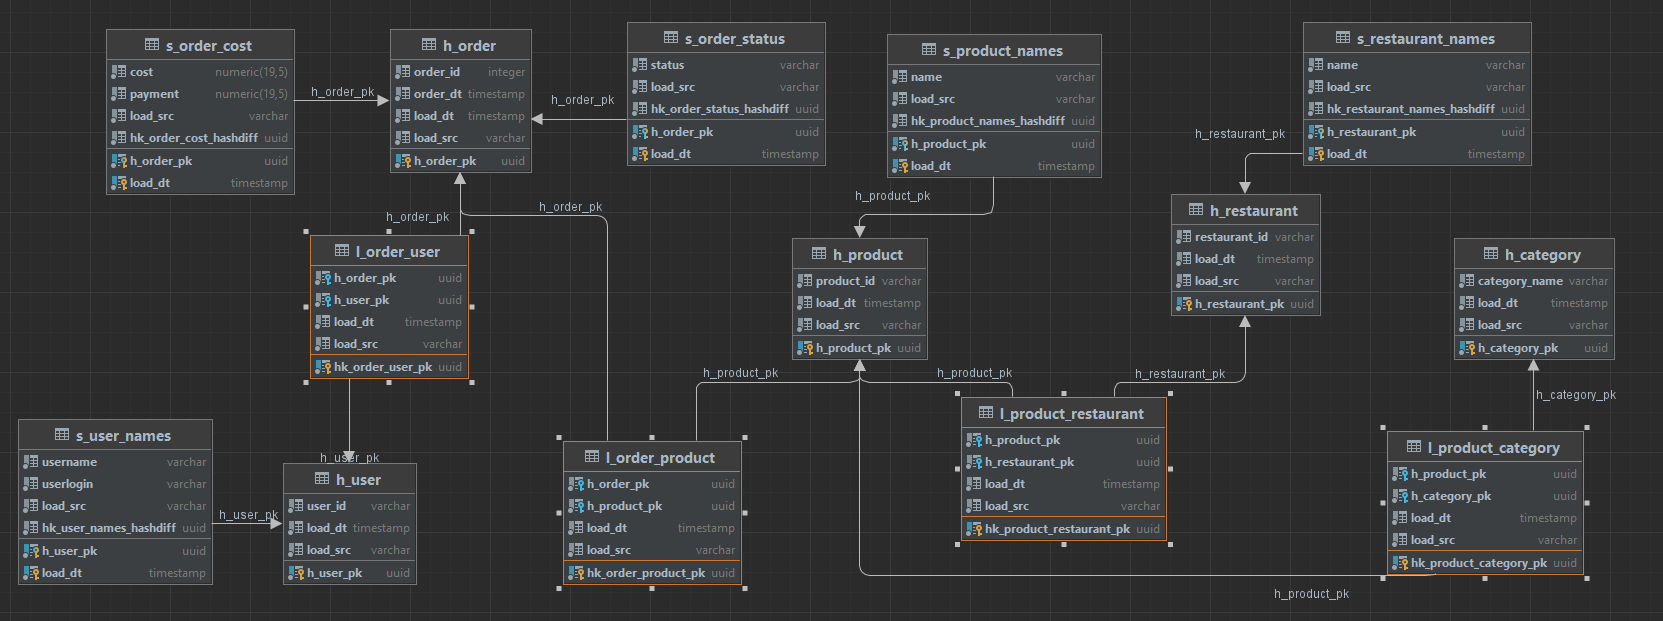 s_order_cost
cost numeric(19,5)
payment numeric(19,5)
load_src varchar
hk_order_cost_hashdiff uuid
h_order_pk uuid
load_dt timestamp
h_order_pk
h_order
order_id integer
order_dt timestamp
load_dt timestamp
load_src varchar
h_order_pk uuid
h_order_pk
s_order_status
status varchar
load_src varchar
hk_order_status_hashdiff uuid
h_order_pk uuid
load_dt timestamp
s_product_names
name varchar
load_src varchar
hk_product_names_hashdiff uuid
h_product_pk uuid
load_dt timestamp
s_restaurant_names
name varchar
load_src varchar
hk_restaurant_names_hashdiff uuid
h_restaurant_pk uuid
load_dt timestamp
h_restaurant_pk
h_product_pk
h_order_pk
h_order_pk
l_order_user
h_order_pk uuid
h_user_pk uuid
load_dt timestamp
load_src varchar
hk_order_user_pk uuid
h_product
product_id varchar
load_dt timestamp
load_src varchar
h_product_pk uuid
h_restaurant
restaurant_id varchar
load_dt timestamp
load_src varchar
h_restaurant_pk uuid
h_category
category_name varchar
load_dt timestamp
load_src varchar
h_category_pk uuid
h_product_pk
h_product_pk
h_restaurant_pk
h_category_pk
s_user_names
username varchar
userlogin varchar
load_src varchar
hk_user_names_hashdiff uuid
h_user_pk uuid
load_dt timestamp
h_user_pk
h_user_pk
h_user
user_id varchar
load_dt timestamp
load_src varchar
h_user_pk uuid
l_order_product
h_order_pk uuid
h_product_pk uuid
load_dt timestamp
load_src varchar
hk_order_product_pk uuid
l_product_restaurant
h_product_pk uuid
h_restaurant_pk uuid
load_dt timestamp
load_src varchar
hk_product_restaurant_pk uuid
l_product_category
h_product_pk uuid
h_category_pk uuid
load_dt timestamp
load_src varchar
hk_product_category_pk uuid
h_product_pk